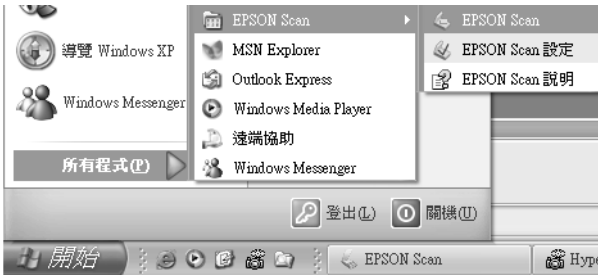 導覽 Windows XP
Windows Messenger
所有程式(P)
EPSON Scan
MSN Explorer
Outlook Express
Windows Media Player
遠端協助
Windows Messenger
EPSON Scan
EPSON Scan 設定
EPSON Scan 說明
登出(L)
關機(U)
開始
EPSON Scan
Hype